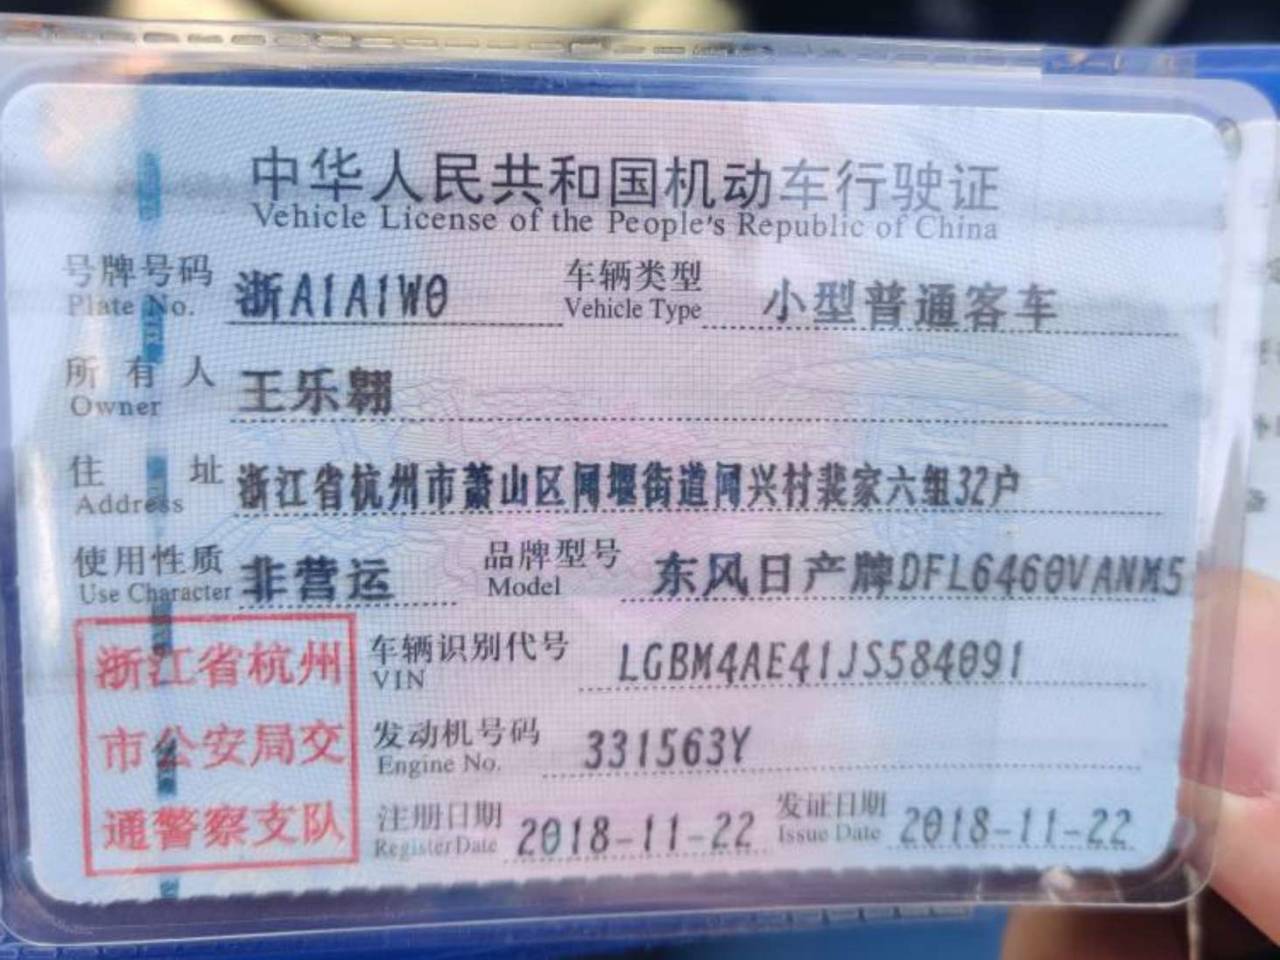 中华人民共和国机动车行驶证
Vehicle License of the People's Republic of China
号牌号码 浙A1A1W0 车辆类型 小型普通客车
Plate No. Vehicle Type
所有人 王乐翾
Owner
住址 浙江省杭州市萧山区闻堰街道闻兴村裴家六组32户
Address
使用性质 非营运 品牌型号 东风日产牌DFL6460VANM5
Use Character Model
浙江省杭州
市公安局交
通警察支队
车辆识别代号 LGBM4AE41JS584091
VIN
发动机号码 331563Y
Engine No.
注册日期 2018-11-22 发证日期 2018-11-22
Register Date Issue Date